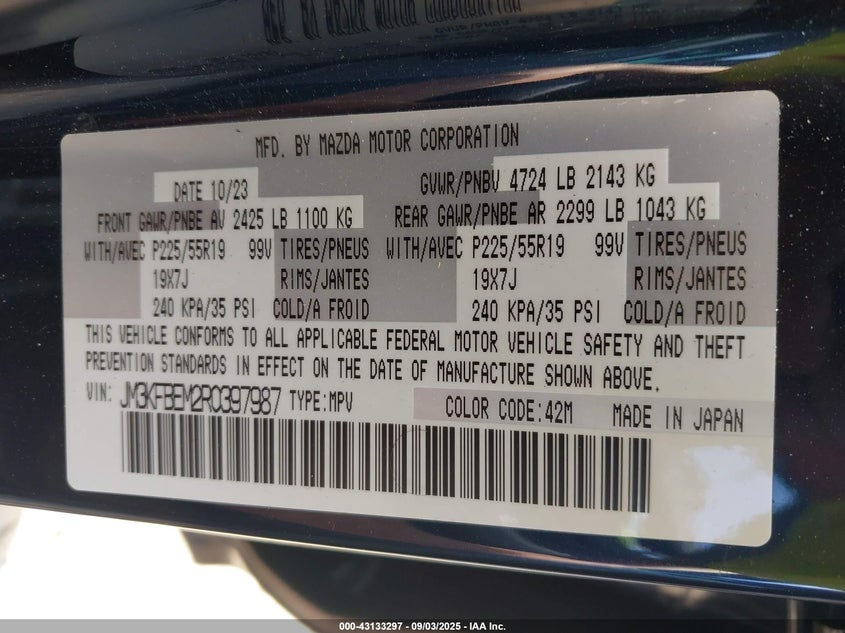 MFD. BY MAZDA MOTOR CORPORATION
DATE 10/23 GVWR/PNBV 4724 LB 2143 KG
FRONT GAWR/PNBE AV 2425 LB 1100 KG REAR GAWR/PNBE AR 2299 LB 1043 KG
WITH/AVEC P225/55R19 99V TIRES/PNEUS WITH/AVEC P225/55R19 99V TIRES/PNEUS
19X7J RIMS/JANTES 19X7J RIMS/JANTES
240 KPA/35 PSI COLD/A FROID 240 KPA/35 PSI COLD/A FROID
THIS VEHICLE CONFORMS TO ALL APPLICABLE FEDERAL MOTOR VEHICLE SAFETY AND THEFT
PREVENTION STANDARDS IN EFFECT ON THE DATE OF MANUFACTURE SHOWN ABOVE.
VIN: JM3KFBEM2R0397987 TYPE:MPV COLOR CODE:42M MADE IN JAPAN
000-43133297 - 09/03/2025 - IAA Inc.